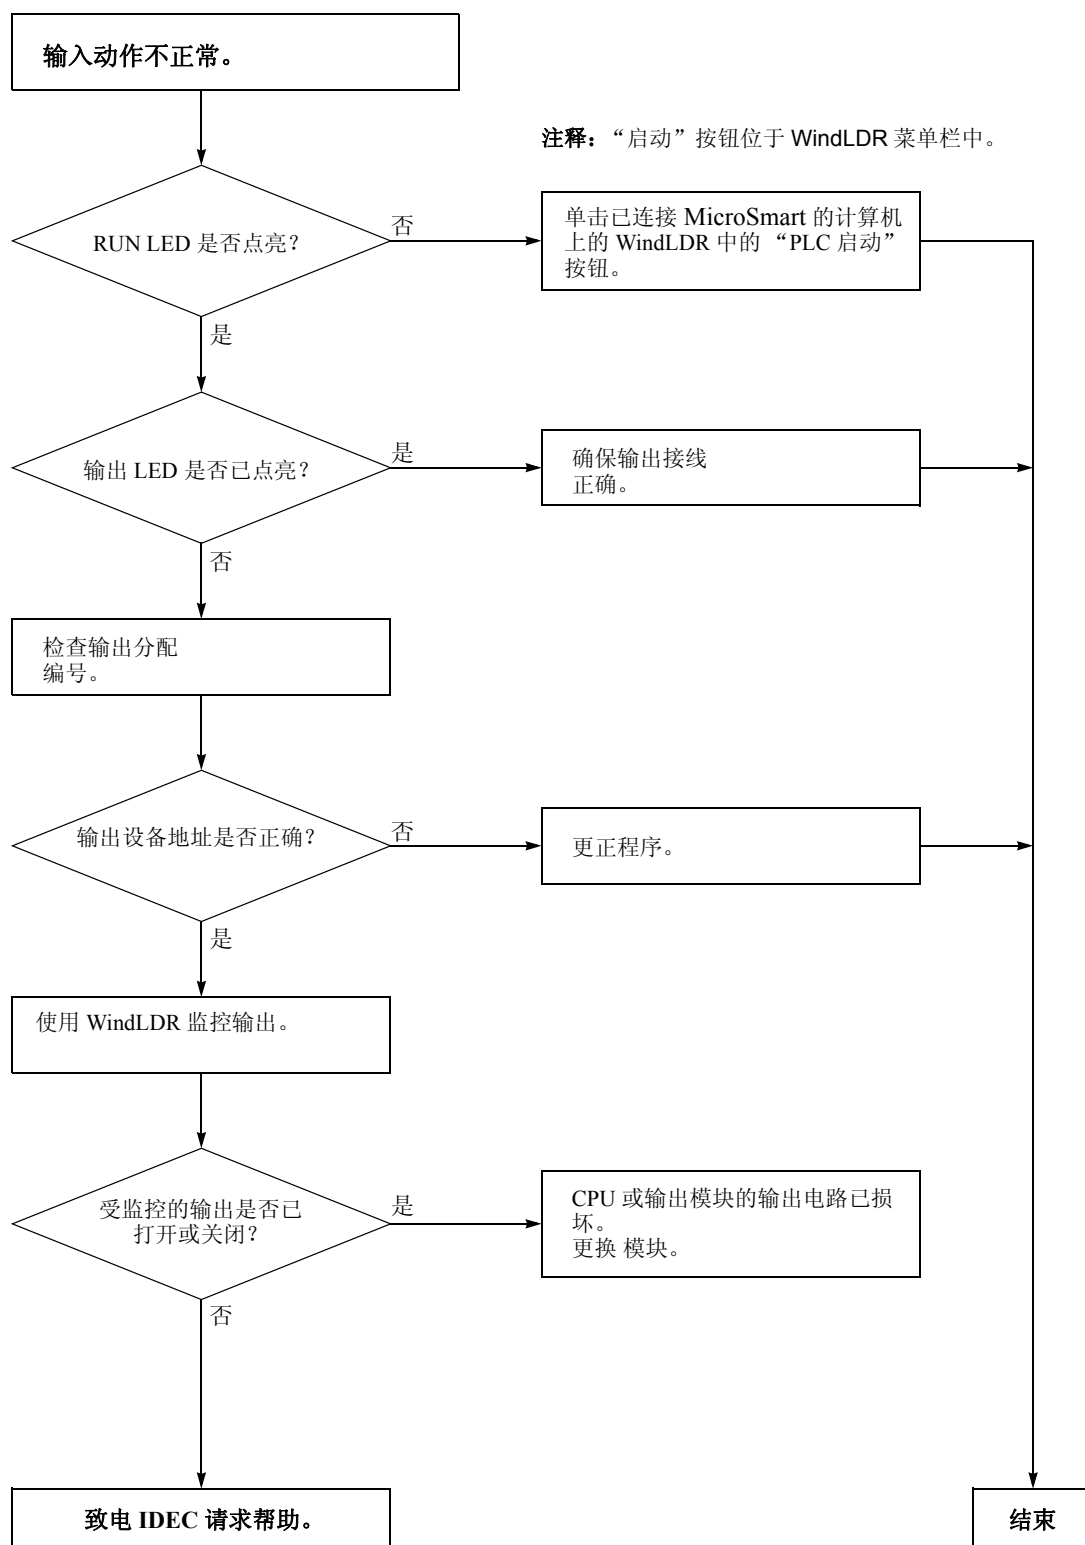 输入动作不正常。
注释：“启动”按钮位于 WindLDR 菜单栏中。
RUN LED 是否点亮？
否
单击已连接 MicroSmart 的计算机
上的 WindLDR 中的 “PLC 启动”
按钮。
是
输出 LED 是否已点亮？
是
确保输出接线
正确。
否
检查输出分配
编号。
输出设备地址是否正确？
否
更正程序。
是
使用 WindLDR 监控输出。
受监控的输出是否已
打开或关闭？
是
CPU 或输出模块的输出电路已损
坏。
更换 模块。
否
致电 IDEC 请求帮助。
结束